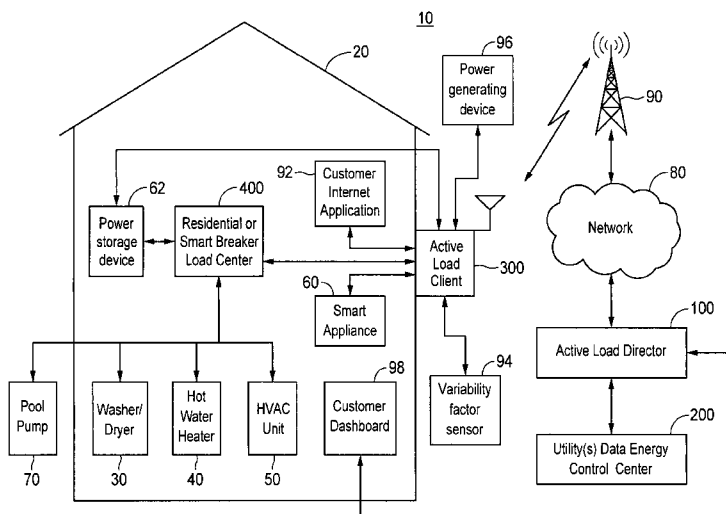 10
20
96
Power
generating
device
90
62
Power
storage
device
400
Residential or
Smart Breaker
Load Center
92
Customer
Internet
Application
Active
Load
Client
300
80
Network
60
Smart
Appliance
100
Active Load Director
98
Customer
Dashboard
94
Variability
factor
sensor
200
Utility(s) Data Energy
Control Center
Pool
Pump
70
Washer/
Dryer
30
Hot
Water
Heater
40
HVAC
Unit
50